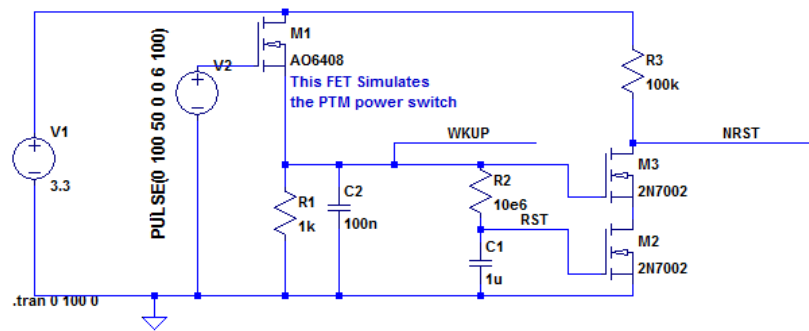 M1
AO6408
This FET Simulates
the PTM power switch
V2
PULSE(0 100 50 0 0 6 100)
V1
3.3
R3
100k
WKUP
NRST
M3
2N7002
R1
1k
C2
100n
R2
10e6
RST
C1
1u
M2
2N7002
.tran 0 100 0